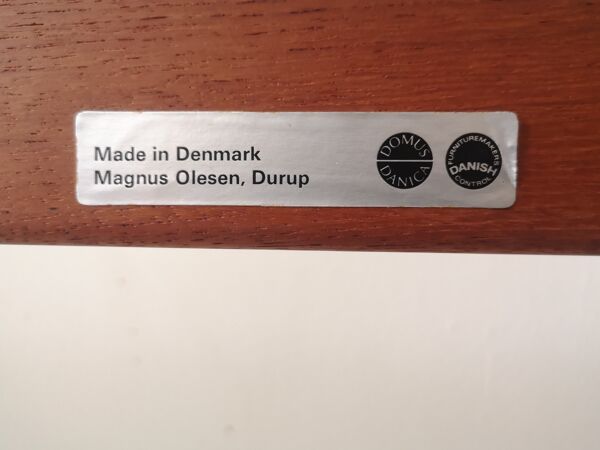 Made in Denmark
Magnus Olesen, Durup
DOMUS
DANICA
FURNITUREMAKERS
DANISH
CONTROL